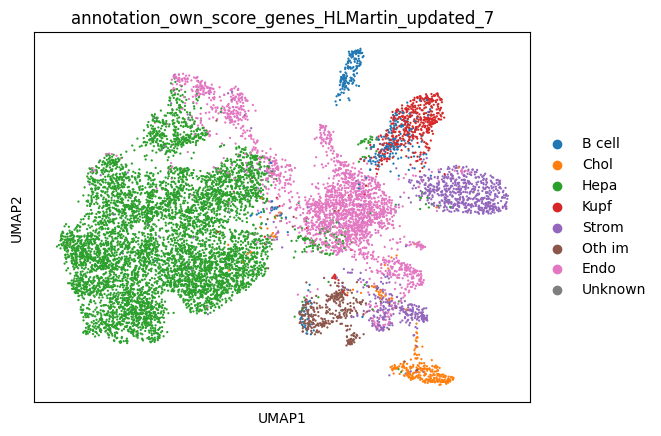 annotation_own_score_genes_HLMartin_updated_7
UMAP2
UMAP1
B cell
Chol
Hepa
Kupf
Strom
Oth im
Endo
Unknown